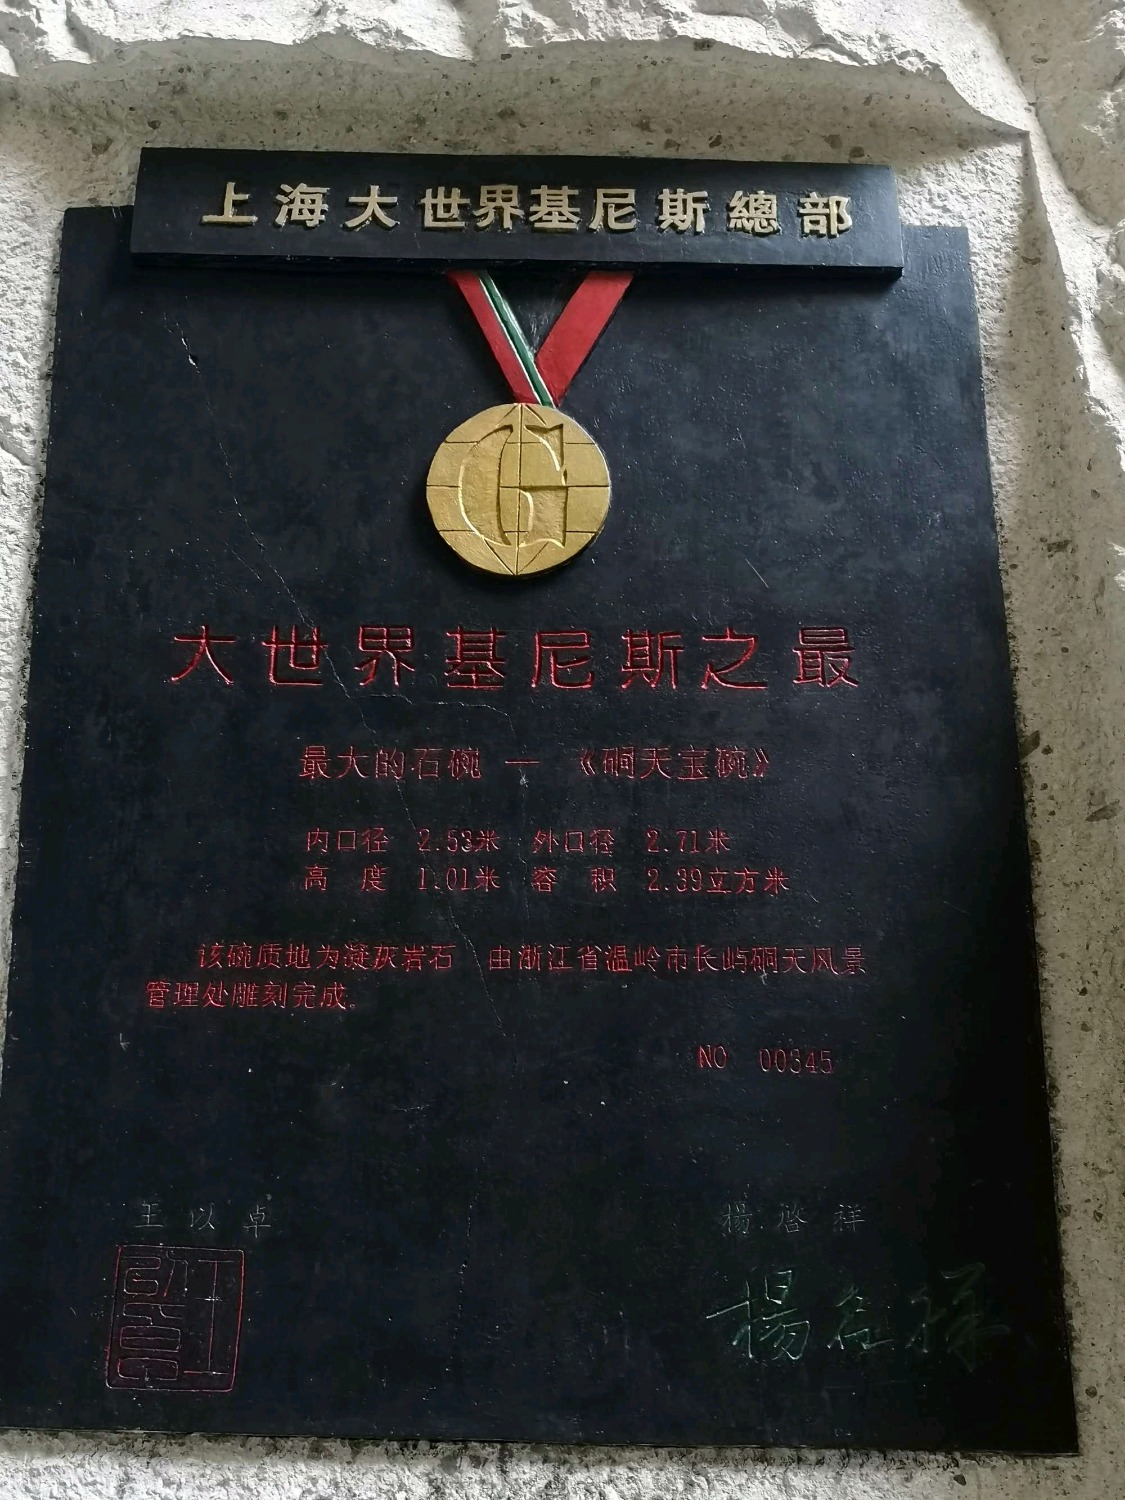 上海大世界基尼斯總部
G
大世界基尼斯之最
最大的石碗 — 《硐天宝碗》
内口径 2.53米 外口径 2.71米
高 度 1.01米 容 积 2.39立方米
该碗质地为凝灰岩石 由浙江省温岭市长屿硐天风景
管理处雕刻完成。
NO 00345
王以卓 楊啓祥